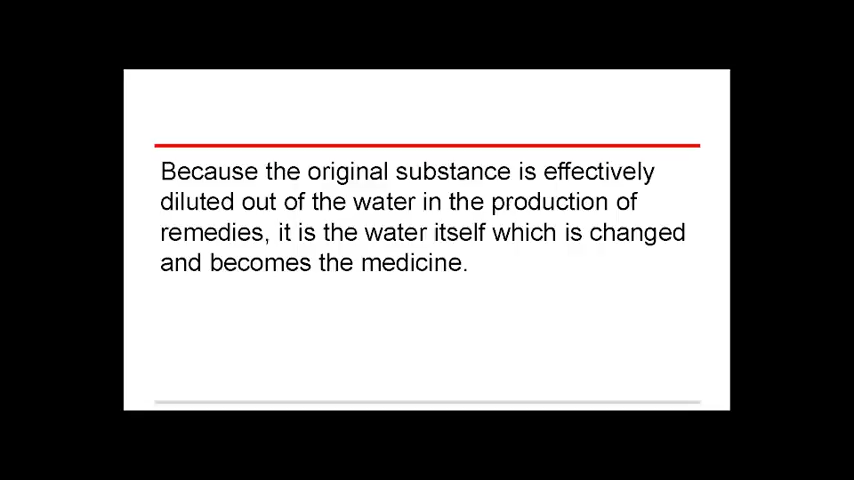 Because the original substance is effectively
diluted out of the water in the production of
remedies, it is the water itself which is changed
and becomes the medicine.